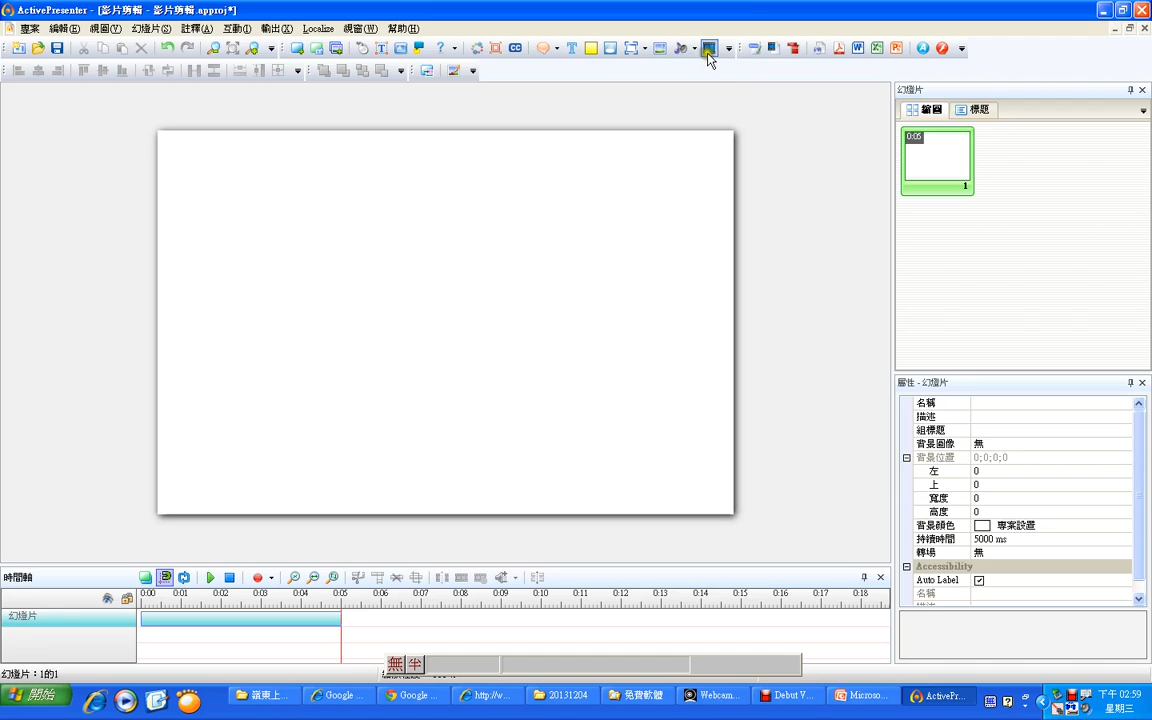 ActivePresenter - [影片剪輯 - 影片剪輯.approj*]
專案 編輯(E) 視圖(V) 幻燈片(S) 註釋(A) 互動(I) 輸出(X) Localize 視窗(W) 幫助(H)
幻燈片
縮圖 標題
0:05
1
屬性 - 幻燈片
名稱
描述
組標題
背景圖像 無
背景位置 0;0;0;0
左 0
上 0
寬度 0
高度 0
背景顏色 專案設置
持續時間 5000 ms
轉場 無
Accessibility
Auto Label
名稱
時間軸
0:00 0:01 0:02 0:03 0:04 0:05 0:06 0:07 0:08 0:09 0:10 0:11 0:12 0:13 0:14 0:15 0:16 0:17 0:18
幻燈片
無 半
幻燈片:1的1
開始 嶺東上... Google ... Google ... http://w... 20131204 免費軟體 Webcam... Debut V... Microso... ActivePr... 下午 02:59
星期三